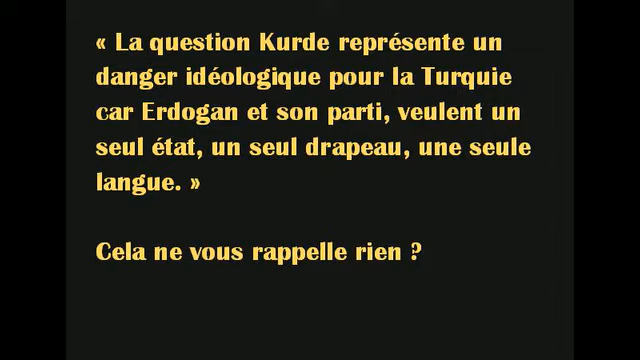 « La question Kurde représente un
danger idéologique pour la Turquie
car Erdogan et son parti, veulent un
seul état, un seul drapeau, une seule
langue. »
Cela ne vous rappelle rien ?